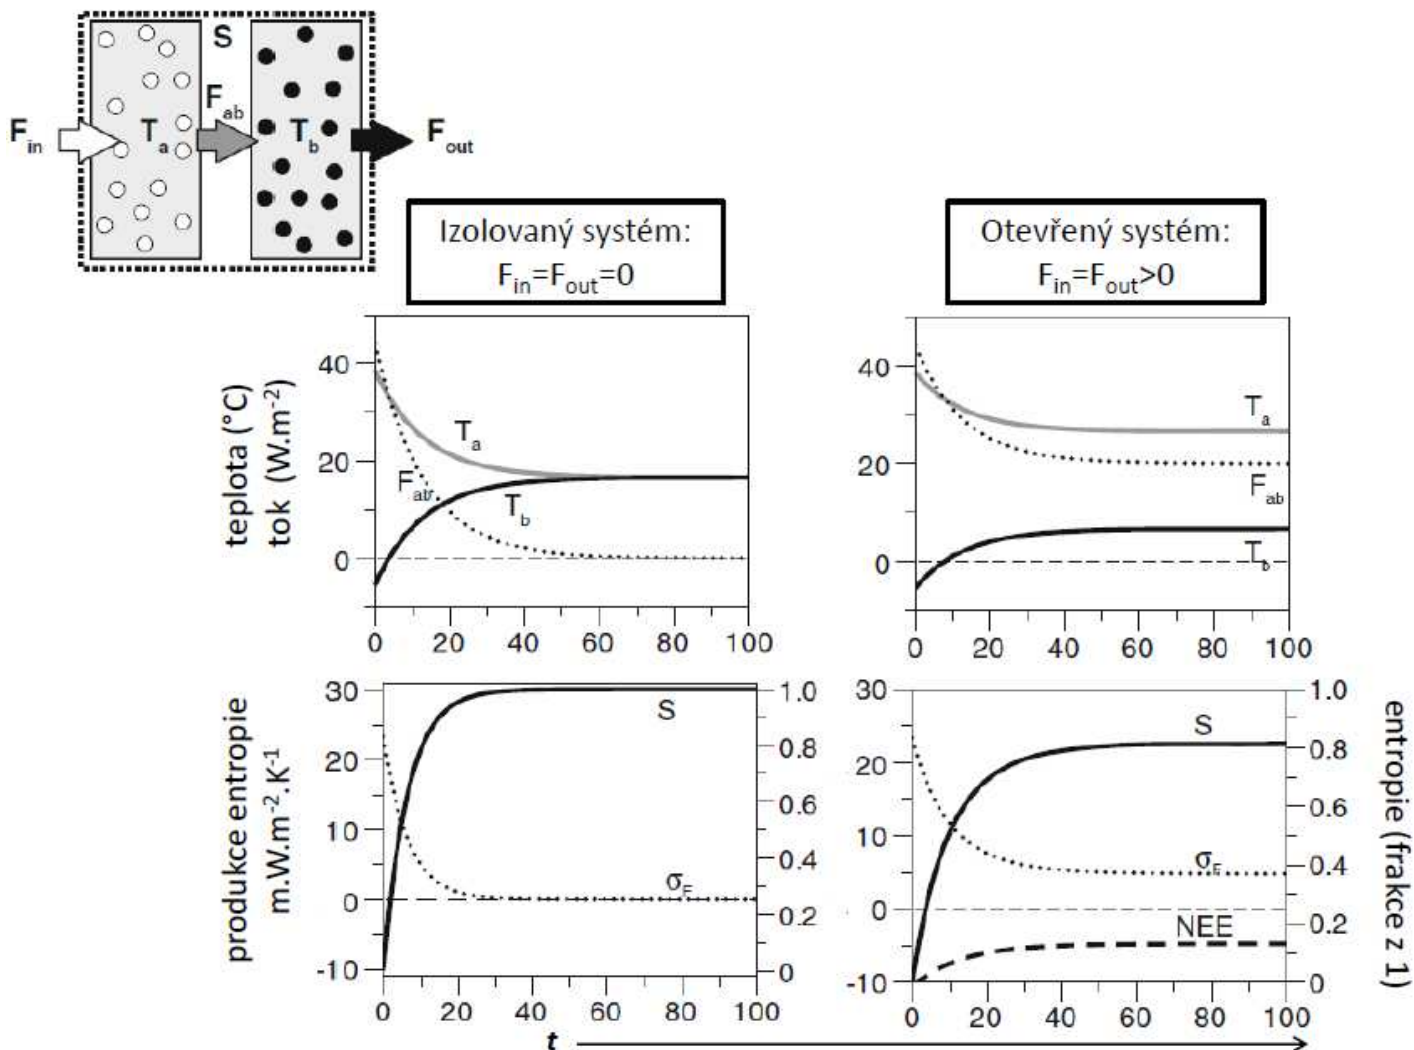 S
F_ab
F_in T_a T_b F_out
Izolovaný systém:
F_in=F_out=0
Otevřený systém:
F_in=F_out>0
teplota (°C)
tok (W.m⁻²)
40
20
0
T_a
F_ab
T_b
0 20 40 60 80 100
40
20
0
T_a
F_ab
T_b
0 20 40 60 80 100
produkce entropie
m.W.m⁻².K⁻¹
30
20
10
0
-10
S
σ_F
1.0
0.8
0.6
0.4
0.2
0
0 20 40 60 80 100
30
20
10
0
-10
S
σ_F
NEE
1.0
0.8
0.6
0.4
0.2
0
0 20 40 60 80 100
entropie (frakce z 1)
t